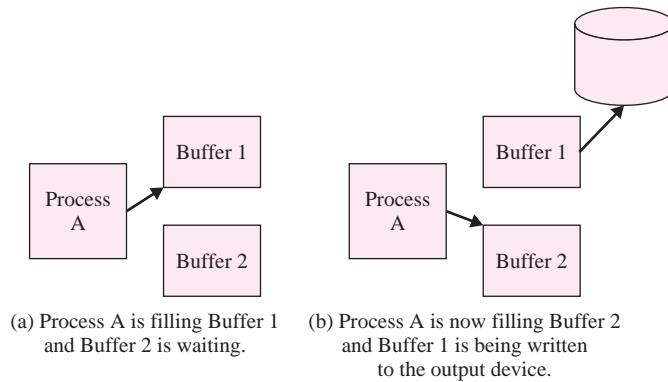 Process
A
Buffer 1
Buffer 2
(a) Process A is filling Buffer 1
and Buffer 2 is waiting.
Process
A
Buffer 1
Buffer 2
(b) Process A is now filling Buffer 2
and Buffer 1 is being written
to the output device.